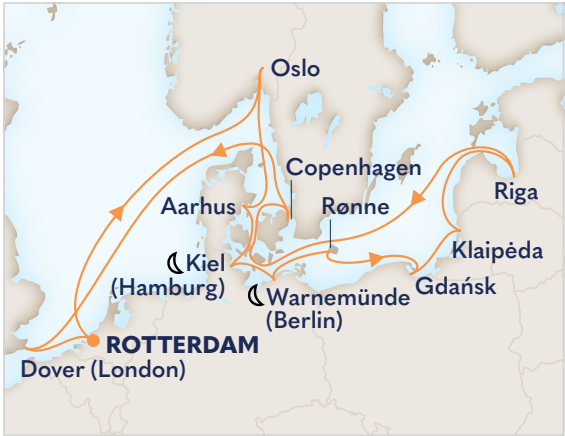 Oslo
Copenhagen
Aarhus
Rønne
Riga
Kiel
(Hamburg)
Klaipėda
Gdańsk
Warnemünde
(Berlin)
ROTTERDAM
Dover (London)